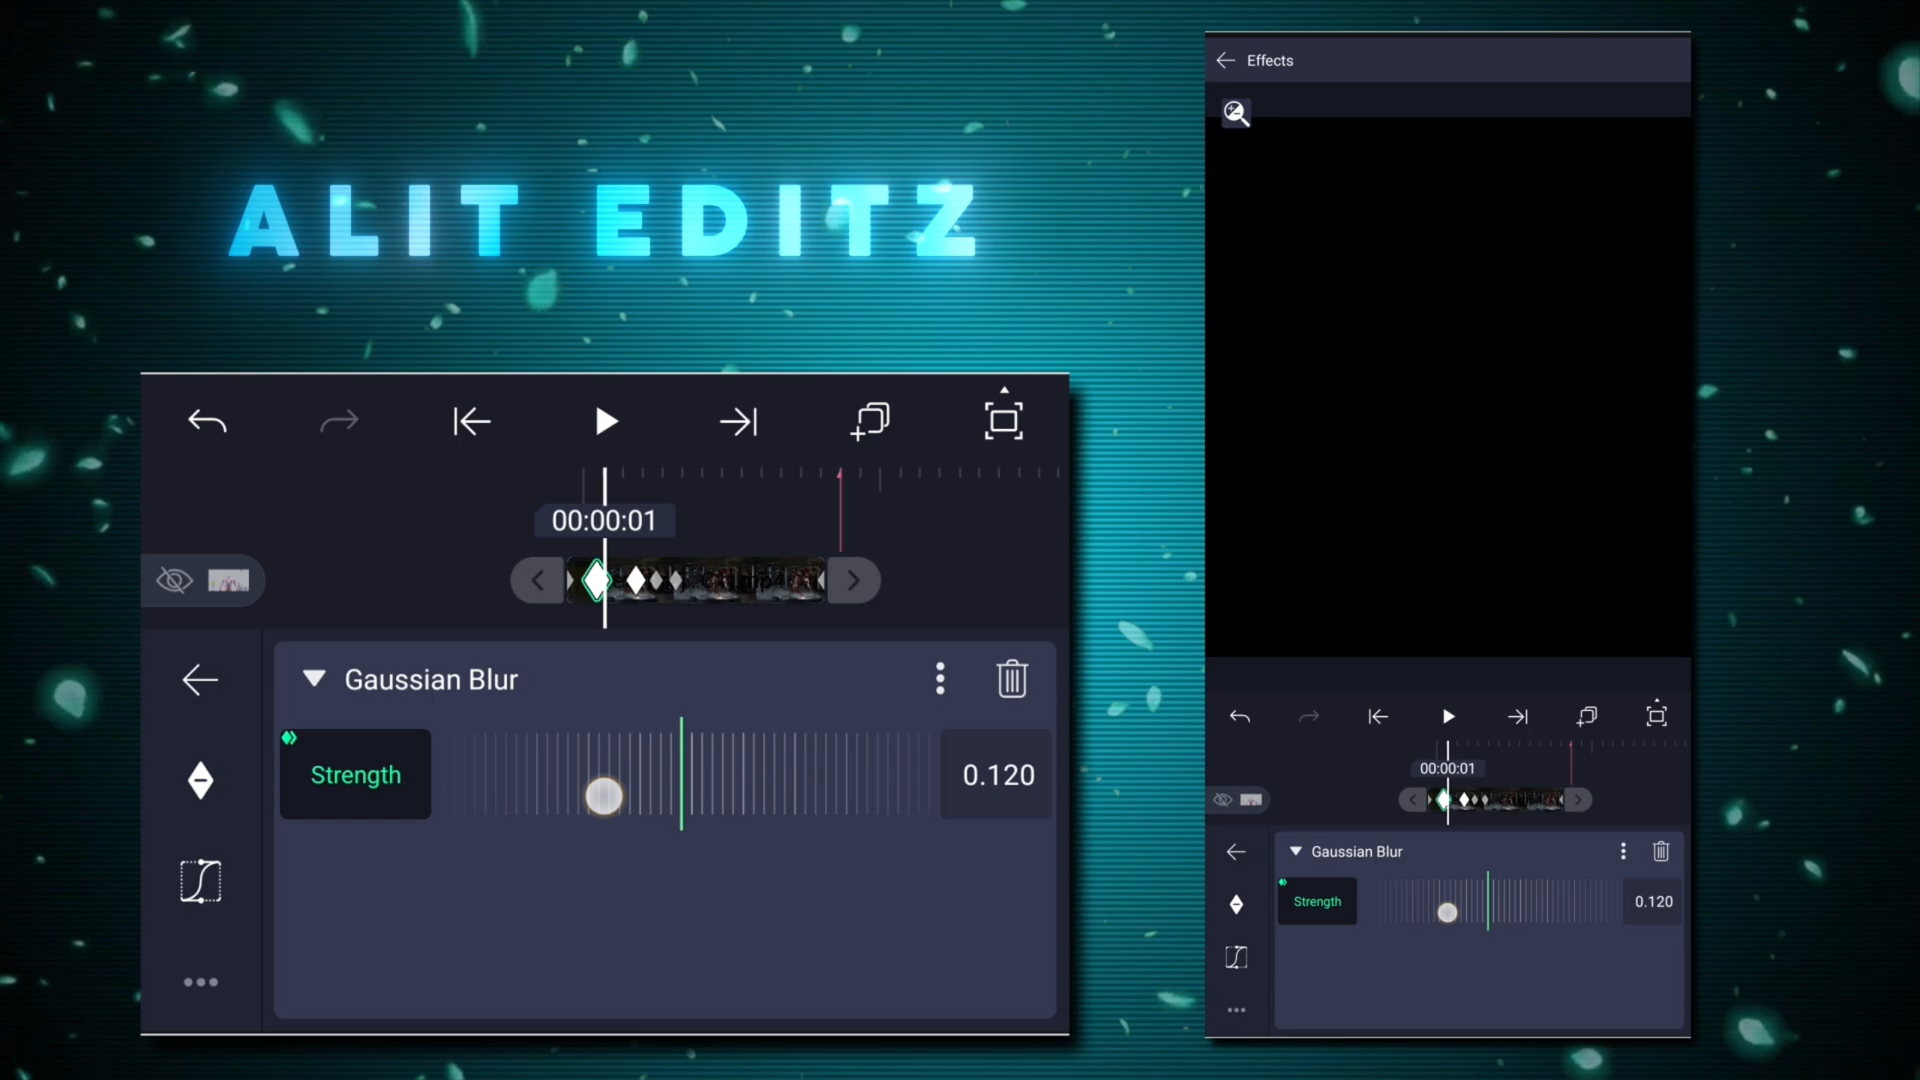 ALIT EDITZ
00:00:01
Gaussian Blur
Strength
0.120
Effects
00:00:01
Gaussian Blur
Strength
0.120